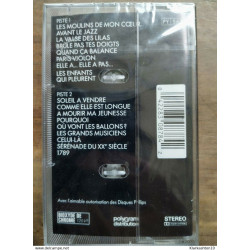 PISTE 1
LES MOULINS DE MON CŒUR
AVANT LE JAZZ
LA VALSE DES LILAS
BRÛLE PAS TES DOIGTS
QUAND ÇA BALANCE
PARIS-VIOLON
ELLE A... ELLE A PAS...
LES ENFANTS
QUI PLEURENT
PISTE 2
SOLEIL A VENDRE
COMME ELLE EST LONGUE
A MOURIR MA JEUNESSE
POURQUOI
OÙ VONT LES BALLONS?
LES GRANDS MUSICIENS
CELUI-LÀ
SÉRÉNADE DU XXe SIÈCLE
1789
Avec l'aimable autorisation des Disques Philips
polygram
distribution
STEREO